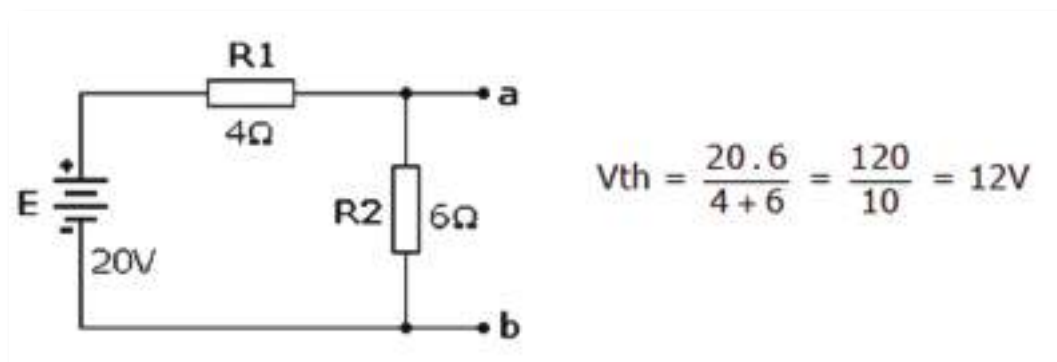 R1
4Ω
a
+
E
-
20V
R2
6Ω
b
Vth = 20 . 6 / 4 + 6 = 120 / 10 = 12V